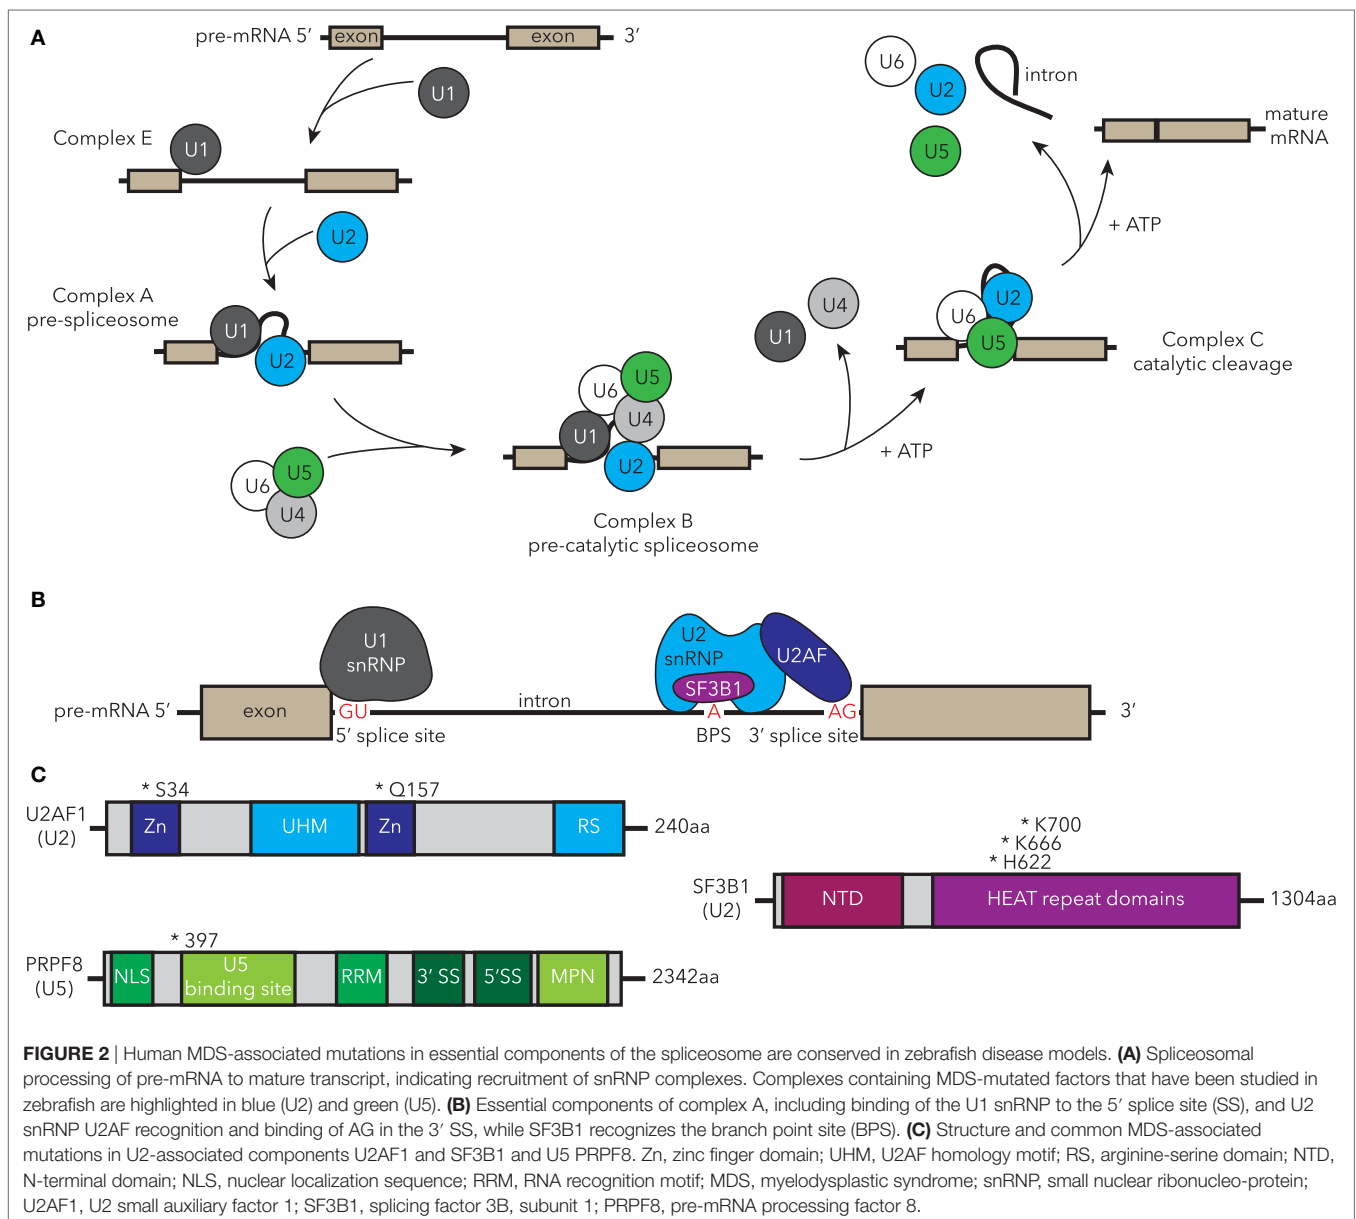 A
pre-mRNA 5′
exon
exon
3′
U1
Complex E
U1
U2
Complex A
pre-spliceosome
U1
U2
U6
U5
U4
U6
U5
U4
U1
U2
Complex B
pre-catalytic spliceosome
U1
U4
+ ATP
U6
U2
U5
Complex C
catalytic cleavage
+ ATP
U6
U2
U5
intron
mature
mRNA
B
pre-mRNA 5′
exon
U1
snRNP
GU
5′ splice site
intron
U2
snRNP
SF3B1
U2AF
A
BPS
AG
3′ splice site
3′
C
U2AF1
(U2)
* S34
* Q157
Zn
UHM
Zn
RS
240aa
SF3B1
(U2)
* K700
* K666
* H622
NTD
HEAT repeat domains
1304aa
PRPF8
(U5)
* 397
NLS
U5
binding site
RRM
3′ SS
5′SS
MPN
2342aa
FIGURE 2 | Human MDS-associated mutations in essential components of the spliceosome are conserved in zebrafish disease models. (A) Spliceosomal
processing of pre-mRNA to mature transcript, indicating recruitment of snRNP complexes. Complexes containing MDS-mutated factors that have been studied in
zebrafish are highlighted in blue (U2) and green (U5). (B) Essential components of complex A, including binding of the U1 snRNP to the 5′ splice site (SS), and U2
snRNP U2AF recognition and binding of AG in the 3′ SS, while SF3B1 recognizes the branch point site (BPS). (C) Structure and common MDS-associated
mutations in U2-associated components U2AF1 and SF3B1 and U5 PRPF8. Zn, zinc finger domain; UHM, U2AF homology motif; RS, arginine-serine domain; NTD,
N-terminal domain; NLS, nuclear localization sequence; RRM, RNA recognition motif; MDS, myelodysplastic syndrome; snRNP, small nuclear ribonucleo-protein;
U2AF1, U2 small auxiliary factor 1; SF3B1, splicing factor 3B, subunit 1; PRPF8, pre-mRNA processing factor 8.